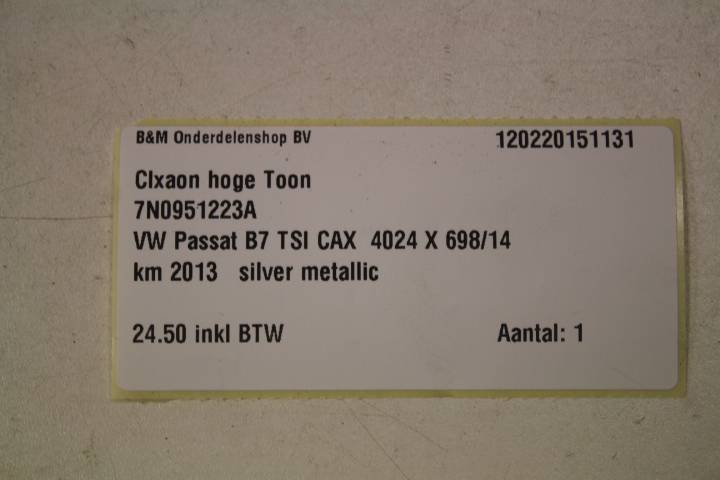 B&M Onderdelenshop BV 120220151131
Clxaon hoge Toon
7N0951223A
VW Passat B7 TSI CAX 4024 X 698/14
km 2013 silver metallic
24.50 inkl BTW Aantal: 1